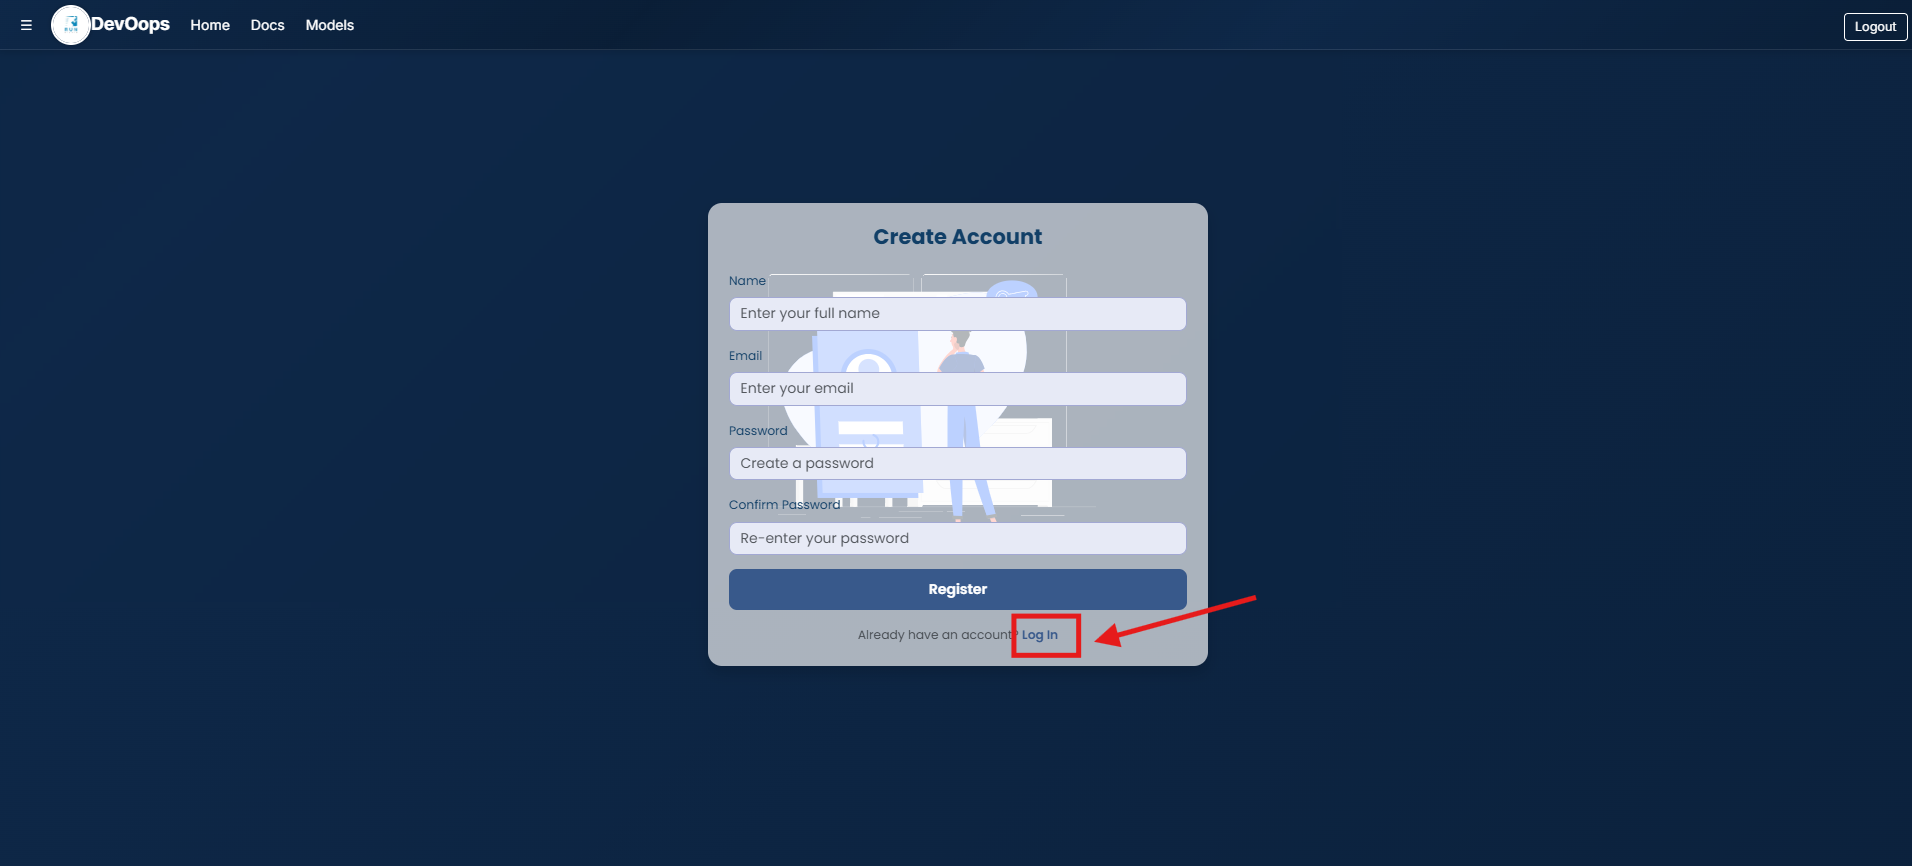 ☰ DevOops Home Docs Models Logout
RUN
Create Account
Name
Enter your full name
Email
Enter your email
Password
Create a password
Confirm Password
Re-enter your password
Register
Already have an account? Log In